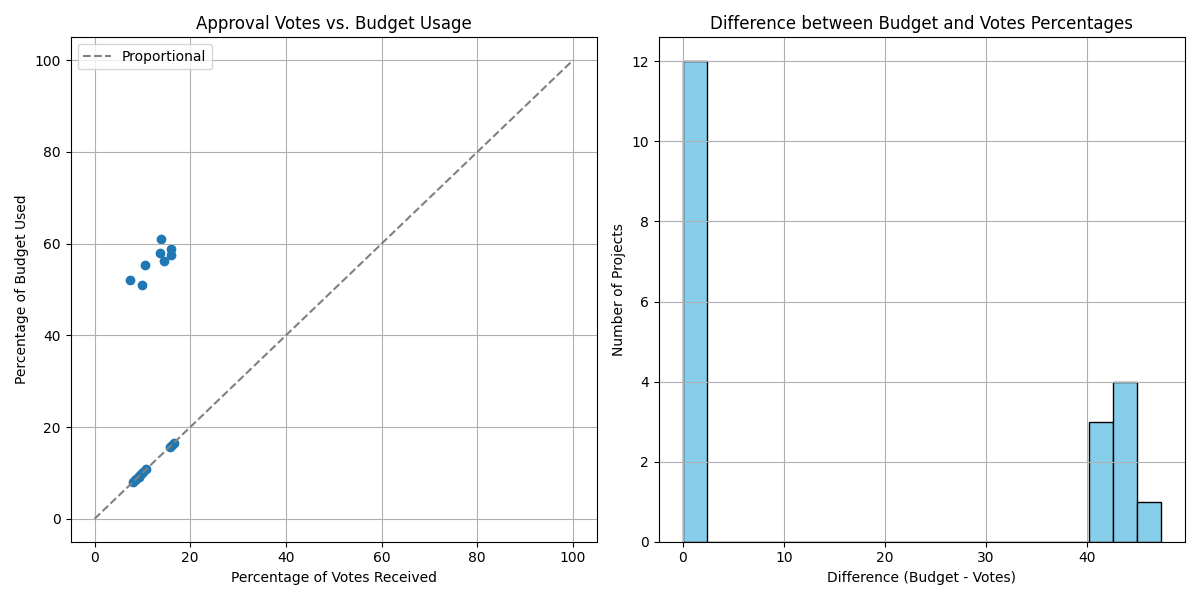 Approval Votes vs. Budget Usage
Proportional
100
80
60
40
20
0
Percentage of Budget Used
0 20 40 60 80 100
Percentage of Votes Received
Difference between Budget and Votes Percentages
12
10
8
6
4
2
0
Number of Projects
0 10 20 30 40
Difference (Budget - Votes)